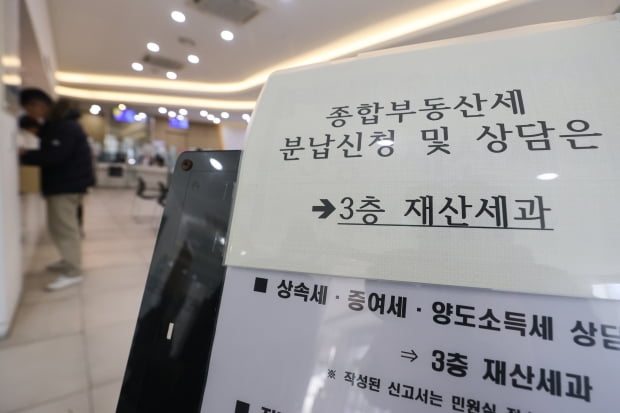 종합부동산세
분납신청 및 상담은
➔3층 재산세과
■ 상속세·증여세·양도소득세 상담
⇒ 3층 재산세과
※ 작성된 신고서는 민원실